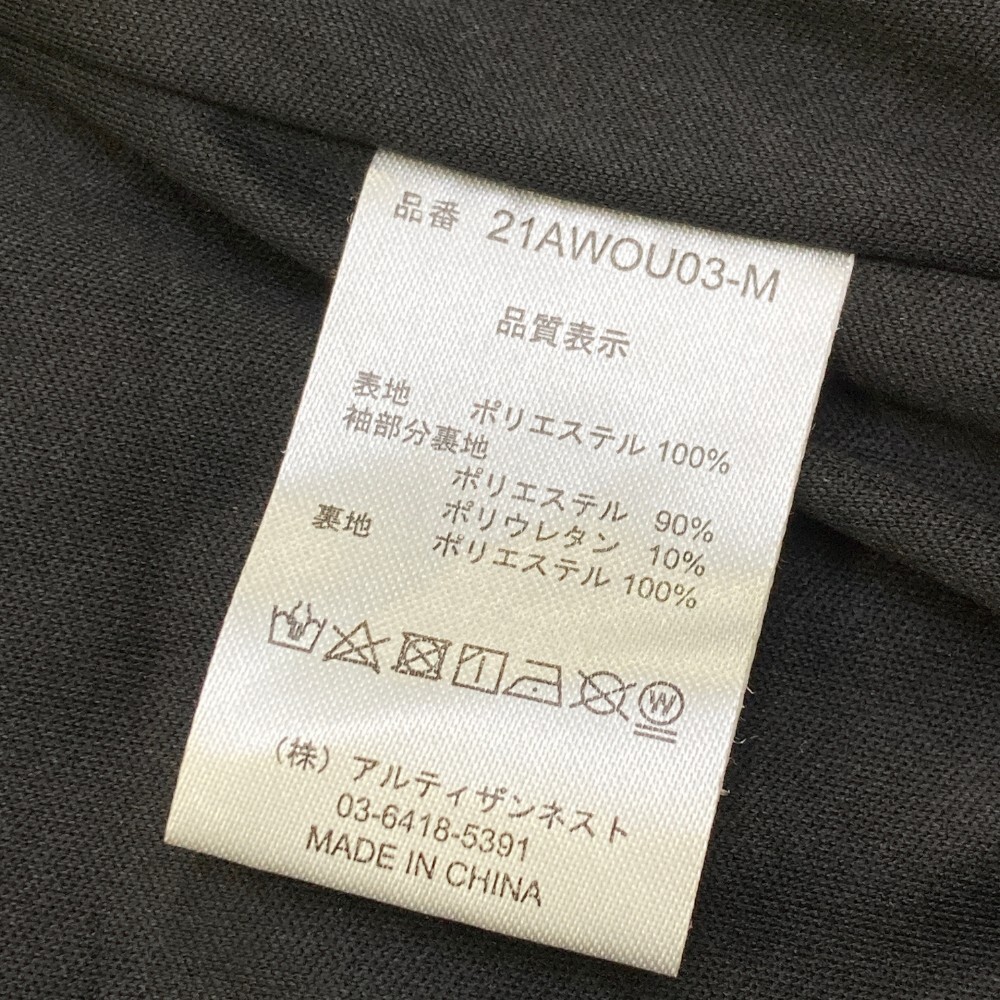 品番 21AWOU03-M
品質表示
表地 ポリエステル 100%
袖部分裏地
ポリエステル 90%
ポリウレタン 10%
裏地 ポリエステル 100%
W
(株) アルティザンネスト
03-6418-5391
MADE IN CHINA